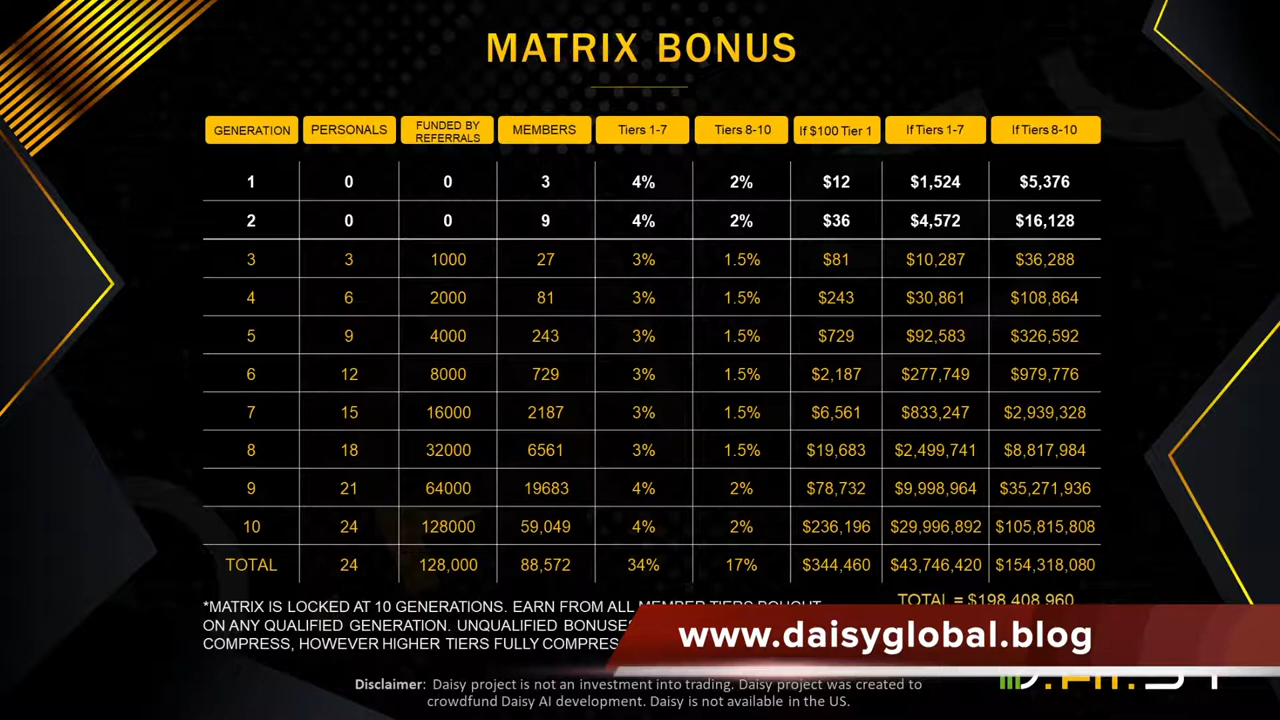 MATRIX BONUS
GENERATION PERSONALS FUNDED BY REFERRALS MEMBERS Tiers 1-7 Tiers 8-10 If $100 Tier 1 If Tiers 1-7 If Tiers 8-10
1 0 0 3 4% 2% $12 $1,524 $5,376
2 0 0 9 4% 2% $36 $4,572 $16,128
3 3 1000 27 3% 1.5% $81 $10,287 $36,288
4 6 2000 81 3% 1.5% $243 $30,861 $108,864
5 9 4000 243 3% 1.5% $729 $92,583 $326,592
6 12 8000 729 3% 1.5% $2,187 $277,749 $979,776
7 15 16000 2187 3% 1.5% $6,561 $833,247 $2,939,328
8 18 32000 6561 3% 1.5% $19,683 $2,499,741 $8,817,984
9 21 64000 19683 4% 2% $78,732 $9,998,964 $35,271,936
10 24 128000 59,049 4% 2% $236,196 $29,996,892 $105,815,808
TOTAL 24 128,000 88,572 34% 17% $344,460 $43,746,420 $154,318,080
TOTAL = $198,408,960
*MATRIX IS LOCKED AT 10 GENERATIONS. EARN FROM ALL MEMBER TIERS BOUGHT
ON ANY QUALIFIED GENERATION. UNQUALIFIED
COMPRESS, HOWEVER HIGHER TIERS FULLY
www.daisyglobal.blog
Disclaimer: Daisy project is not an investment into trading. Daisy project was created to
crowdfund Daisy AI development. Daisy is not available in the US.